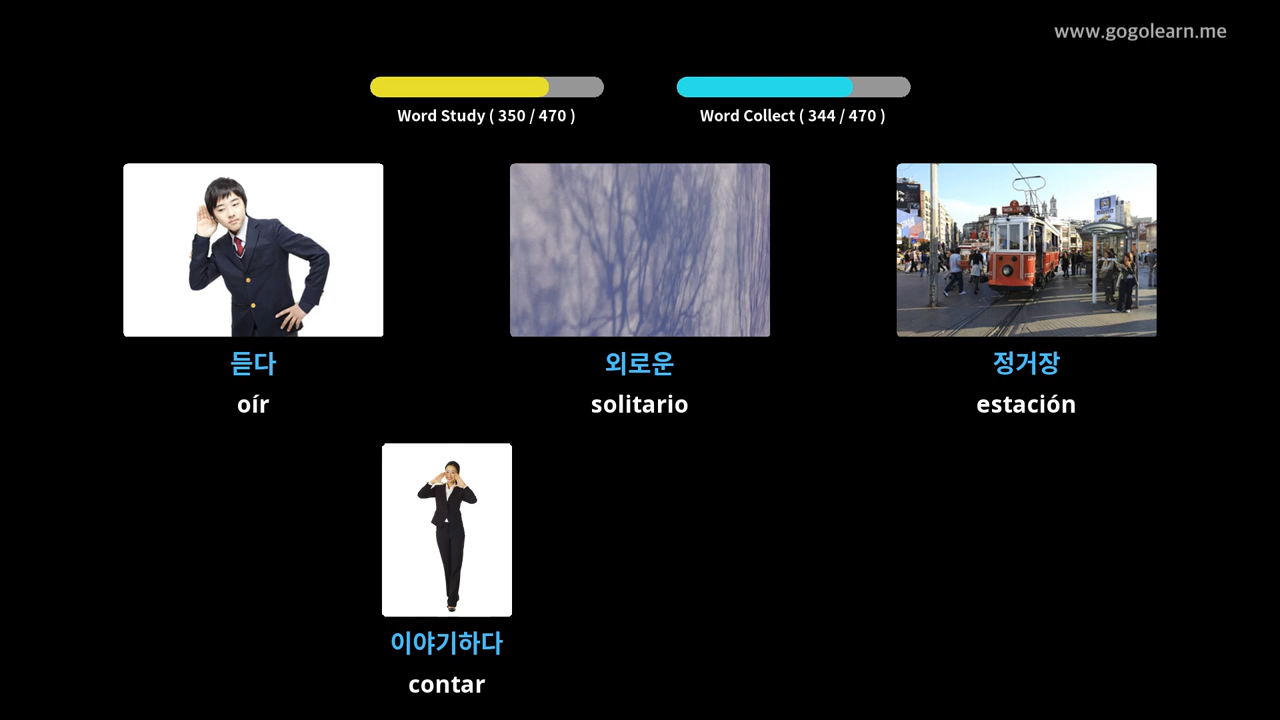 www.gogolearn.me
Word Study ( 350 / 470 )
Word Collect ( 344 / 470 )
듣다
oír
외로운
solitario
정거장
estación
이야기하다
contar